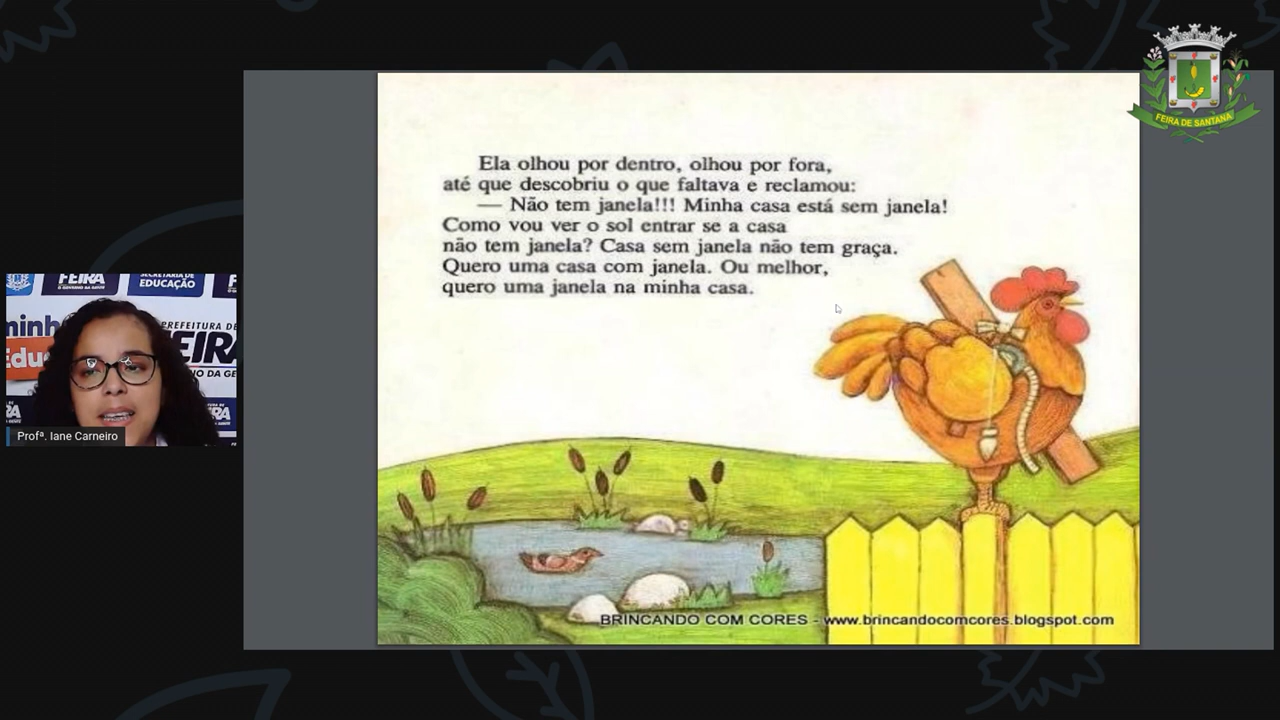 FEIRA DE SANTANA
Ela olhou por dentro, olhou por fora,
até que descobriu o que faltava e reclamou:
— Não tem janela!!! Minha casa está sem janela!
Como vou ver o sol entrar se a casa
não tem janela? Casa sem janela não tem graça.
Quero uma casa com janela. Ou melhor,
quero uma janela na minha casa.
BRINCANDO COM CORES - www.brincandocomcores.blogspot.com
FEIRA
SECRETARIA DE
EDUCAÇÃO
PREFEITURA DE
Profª. Iane Carneiro